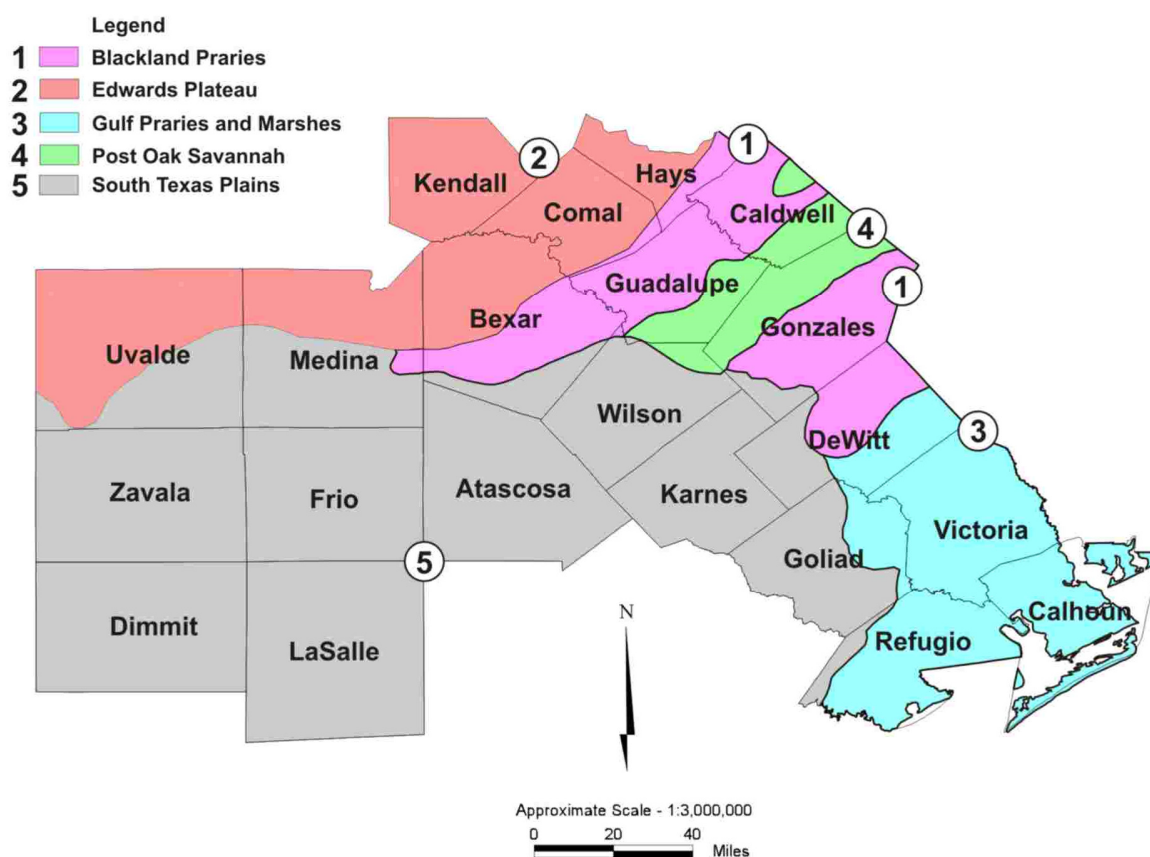 Legend
1 Blackland Praries
2 Edwards Plateau
3 Gulf Praries and Marshes
4 Post Oak Savannah
5 South Texas Plains
1
2
Hays
Kendall
Comal
Caldwell
4
Guadalupe
1
Bexar
Gonzales
Uvalde
Medina
Wilson
DeWitt
3
Zavala
Frio
Atascosa
Karnes
Victoria
5
Goliad
Calhoun
Dimmit
LaSalle
Refugio
N
Approximate Scale - 1:3,000,000
0 20 40
Miles